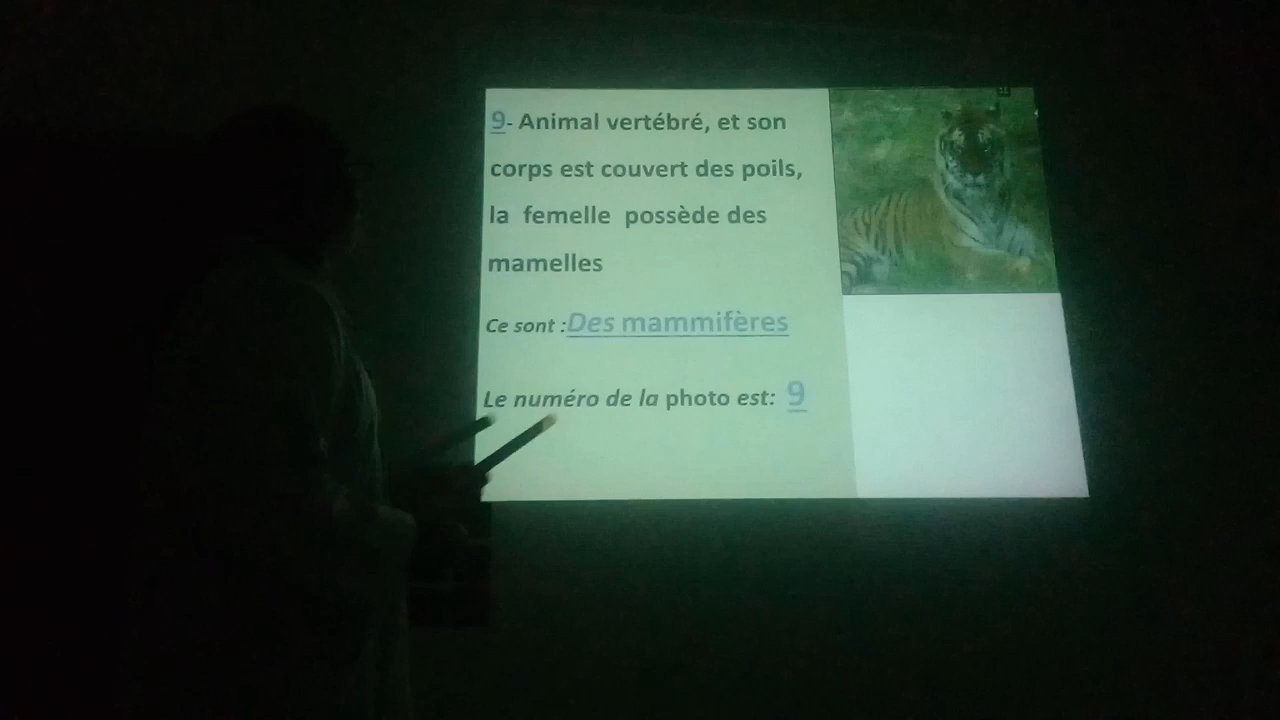 9- Animal vertébré, et son
corps est couvert des poils,
la femelle possède des
mamelles
Ce sont :Des mammifères
Le numéro de la photo est: 9